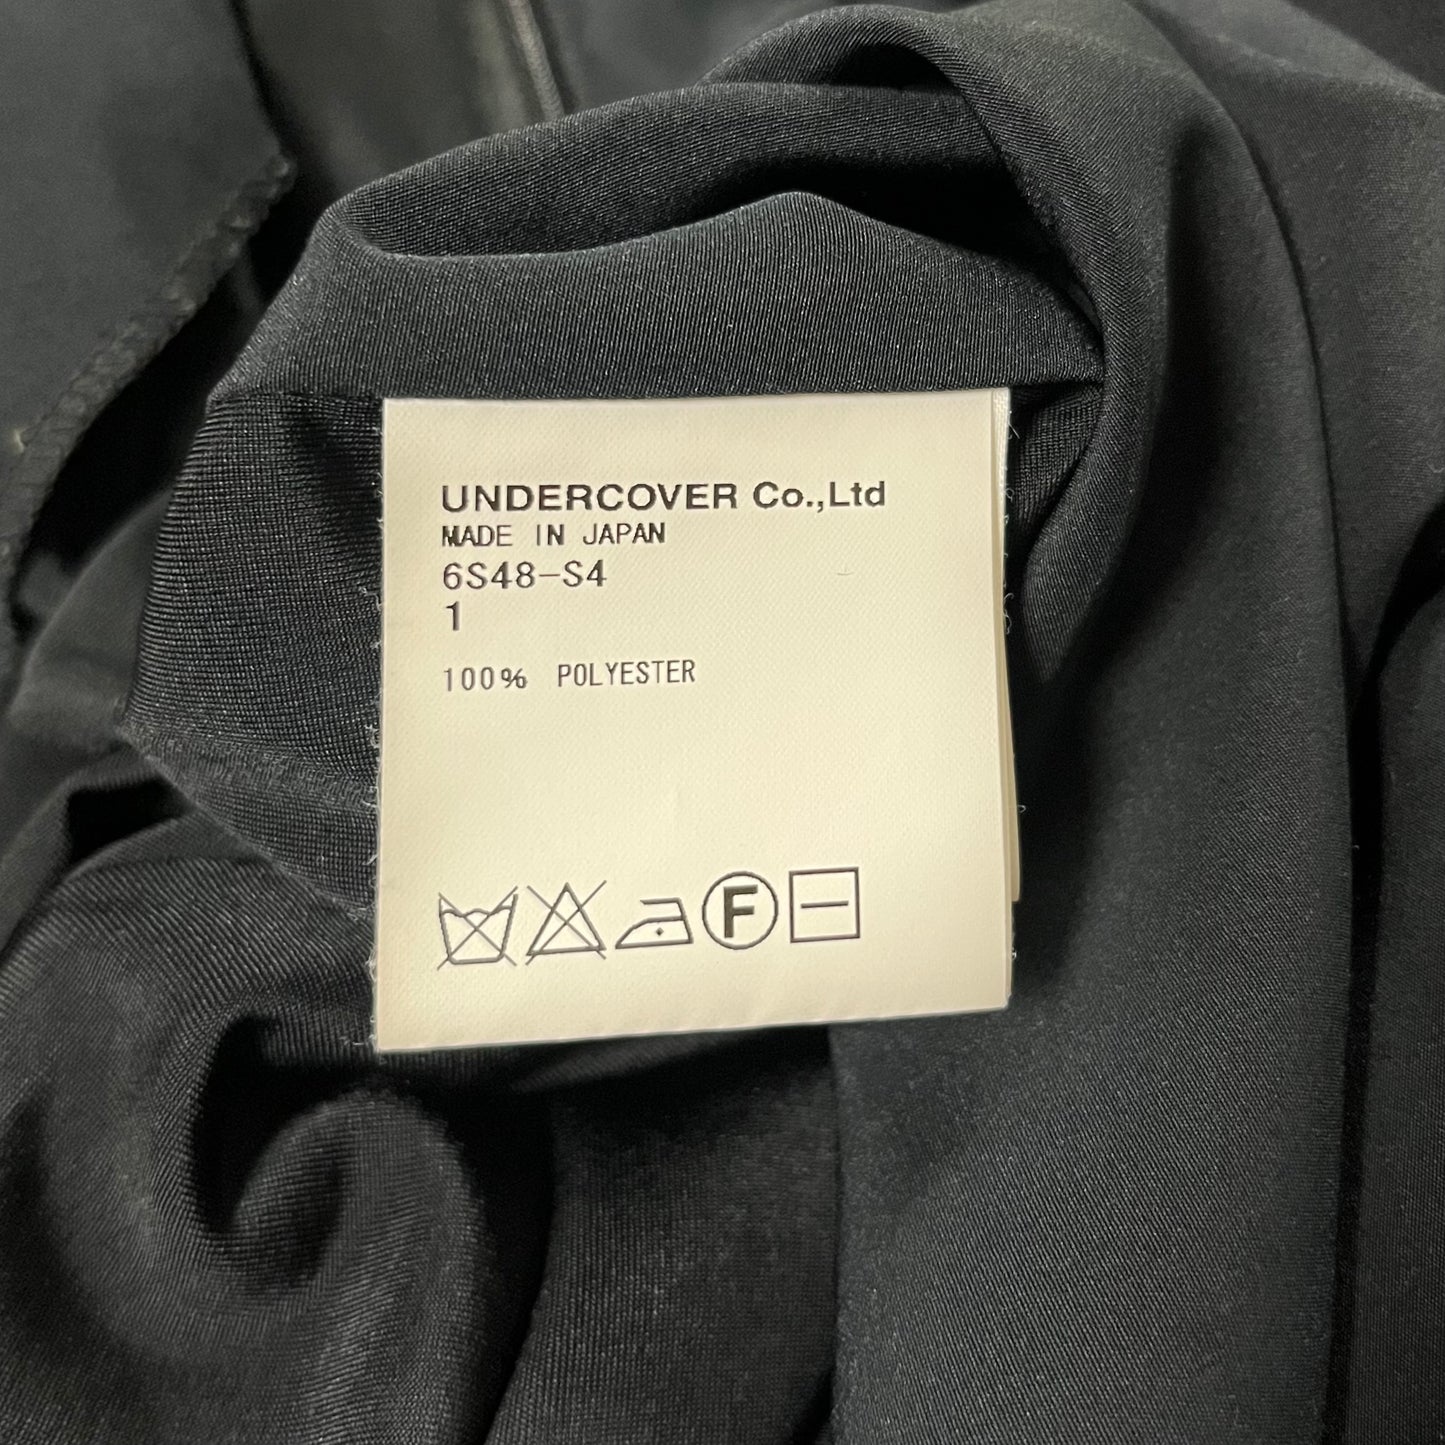 UNDERCOVER Co.,Ltd
MADE IN JAPAN
6S48-S4
1
100% POLYESTER
F